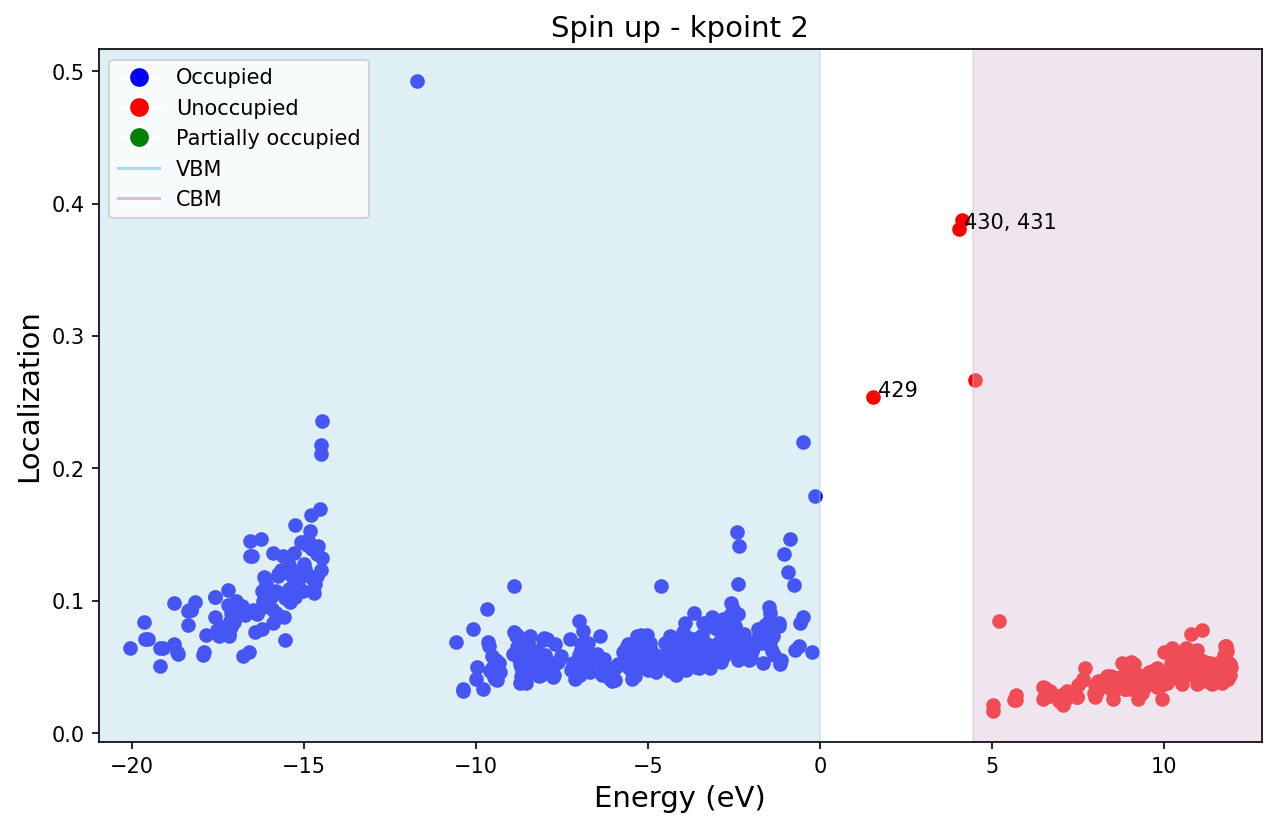 Spin up - kpoint 2
Localization
0.5
0.4
0.3
0.2
0.1
0.0
Occupied
Unoccupied
Partially occupied
VBM
CBM
430, 431
429
−20
−15
−10
−5
0
5
10
Energy (eV)